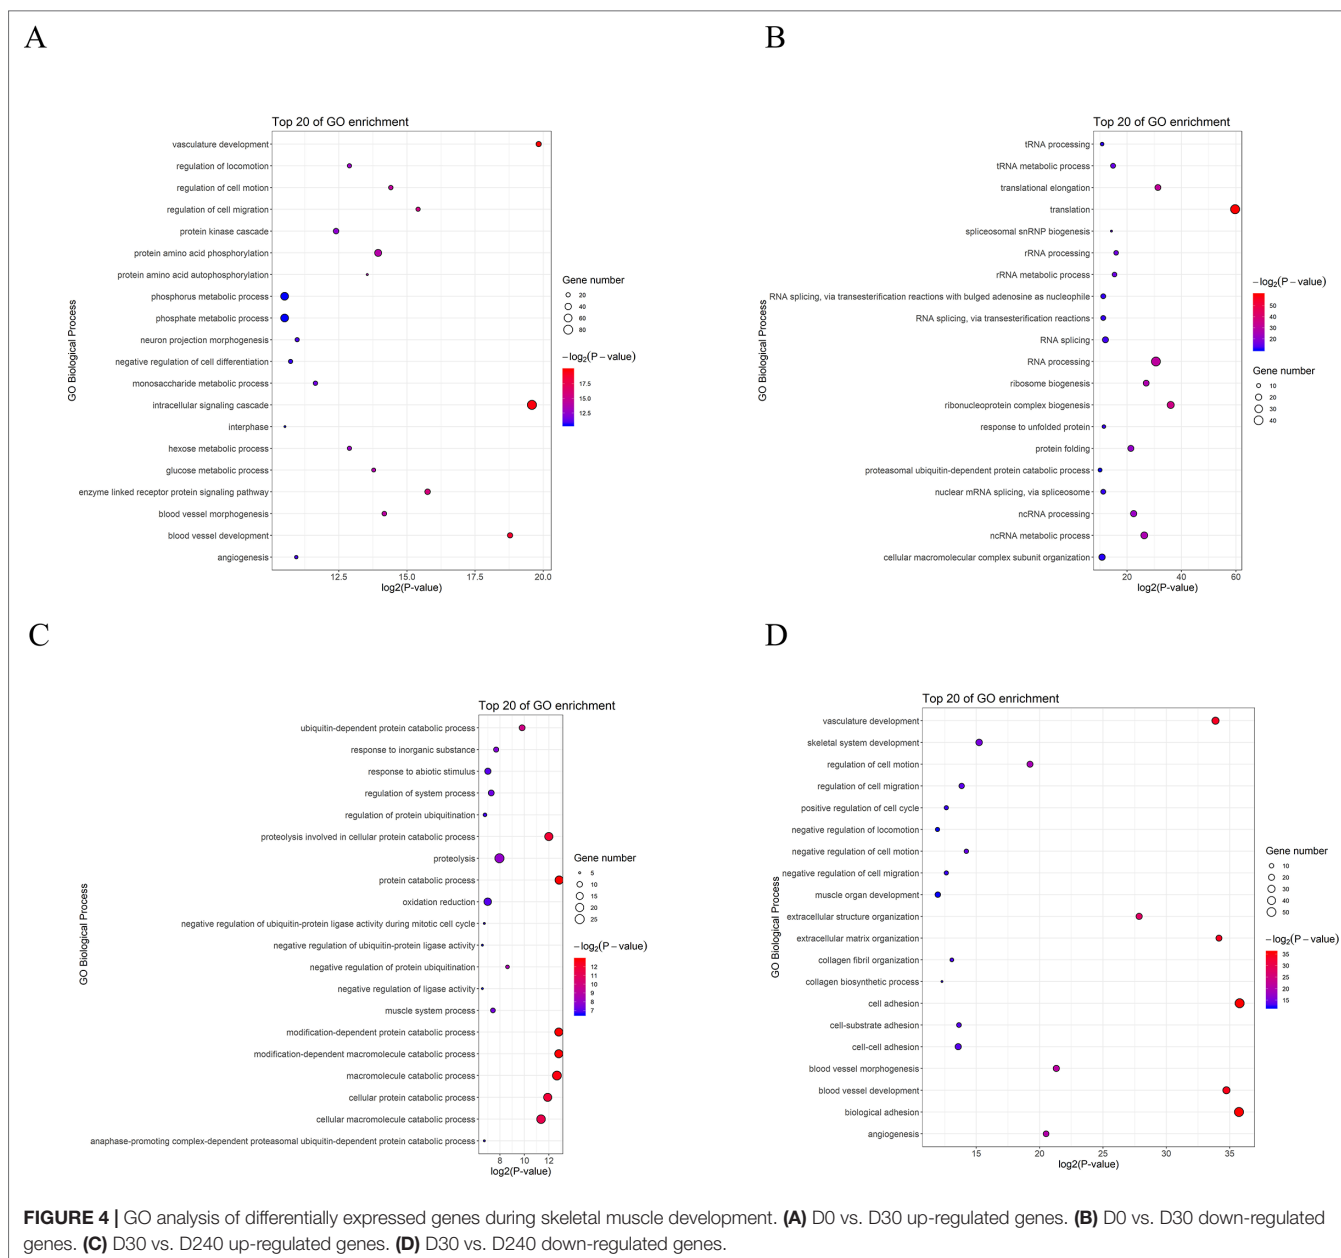 A
Top 20 of GO enrichment
vasculature development
regulation of locomotion
regulation of cell motion
regulation of cell migration
protein kinase cascade
protein amino acid phosphorylation
protein amino acid autophosphorylation
phosphorus metabolic process
phosphate metabolic process
neuron projection morphogenesis
negative regulation of cell differentiation
monosaccharide metabolic process
intracellular signaling cascade
interphase
hexose metabolic process
glucose metabolic process
enzyme linked receptor protein signaling pathway
blood vessel morphogenesis
blood vessel development
angiogenesis
GO Biological Process
12.5 15.0 17.5 20.0
log2(P-value)
Gene number
20
40
60
80
−log2(P−value)
17.5
15.0
12.5
B
Top 20 of GO enrichment
tRNA processing
tRNA metabolic process
translational elongation
translation
spliceosomal snRNP biogenesis
rRNA processing
rRNA metabolic process
RNA splicing, via transesterification reactions with bulged adenosine as nucleophile
RNA splicing, via transesterification reactions
RNA splicing
RNA processing
ribosome biogenesis
ribonucleoprotein complex biogenesis
response to unfolded protein
protein folding
proteasomal ubiquitin-dependent protein catabolic process
nuclear mRNA splicing, via spliceosome
ncRNA processing
ncRNA metabolic process
cellular macromolecular complex subunit organization
GO Biological Process
20 40 60
log2(P-value)
−log2(P−value)
50
40
30
20
10
Gene number
10
20
30
40
C
Top 20 of GO enrichment
ubiquitin-dependent protein catabolic process
response to inorganic substance
response to abiotic stimulus
regulation of system process
regulation of protein ubiquitination
proteolysis involved in cellular protein catabolic process
proteolysis
protein catabolic process
oxidation reduction
negative regulation of ubiquitin-protein ligase activity during mitotic cell cycle
negative regulation of ubiquitin-protein ligase activity
negative regulation of protein ubiquitination
negative regulation of ligase activity
muscle system process
modification-dependent protein catabolic process
modification-dependent macromolecule catabolic process
macromolecule catabolic process
cellular protein catabolic process
cellular macromolecule catabolic process
anaphase-promoting complex-dependent proteasomal ubiquitin-dependent protein catabolic process
GO Biological Process
8 10 12
log2(P-value)
Gene number
5
10
15
20
25
−log2(P−value)
12
11
10
9
8
7
D
Top 20 of GO enrichment
vasculature development
skeletal system development
regulation of cell motion
regulation of cell migration
positive regulation of cell cycle
negative regulation of locomotion
negative regulation of cell motion
negative regulation of cell migration
muscle organ development
extracellular structure organization
extracellular matrix organization
collagen fibril organization
collagen biosynthetic process
cell adhesion
cell-substrate adhesion
cell-cell adhesion
blood vessel morphogenesis
blood vessel development
biological adhesion
angiogenesis
GO Biological Process
15 20 25 30 35
log2(P-value)
Gene number
10
20
30
40
50
−log2(P−value)
35
30
25
20
15
FIGURE 4 | GO analysis of differentially expressed genes during skeletal muscle development. (A) D0 vs. D30 up-regulated genes. (B) D0 vs. D30 down-regulated
genes. (C) D30 vs. D240 up-regulated genes. (D) D30 vs. D240 down-regulated genes.